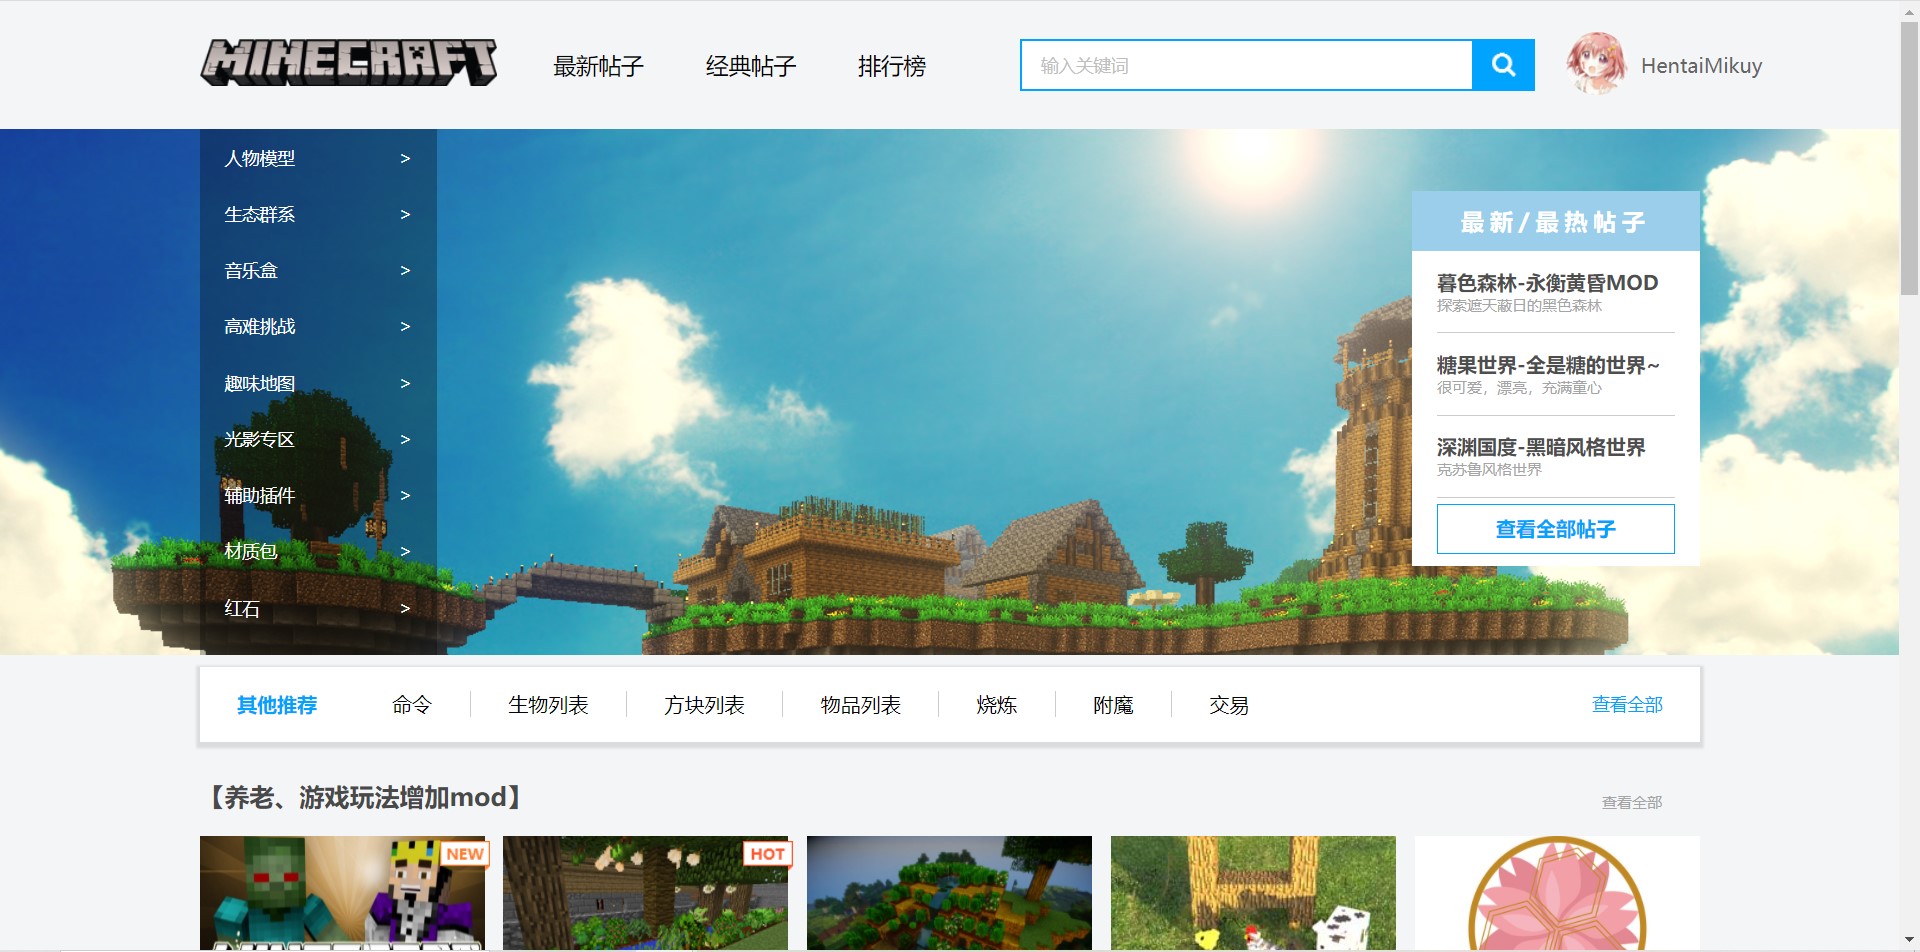 MINECRAFT
最新帖子
经典帖子
排行榜
输入关键词
HentaiMikuy
人物模型 >
生态群系 >
音乐盒 >
高难挑战 >
趣味地图 >
光影专区 >
辅助插件 >
材质包 >
红石 >
最新/最热帖子
暮色森林-永衡黄昏MOD
探索遮天蔽日的黑色森林
糖果世界-全是糖的世界~
很可爱，漂亮，充满童心
深渊国度-黑暗风格世界
克苏鲁风格世界
查看全部帖子
其他推荐 命令 生物列表 方块列表 物品列表 烧炼 附魔 交易 查看全部
【养老、游戏玩法增加mod】 查看全部
NEW
HOT